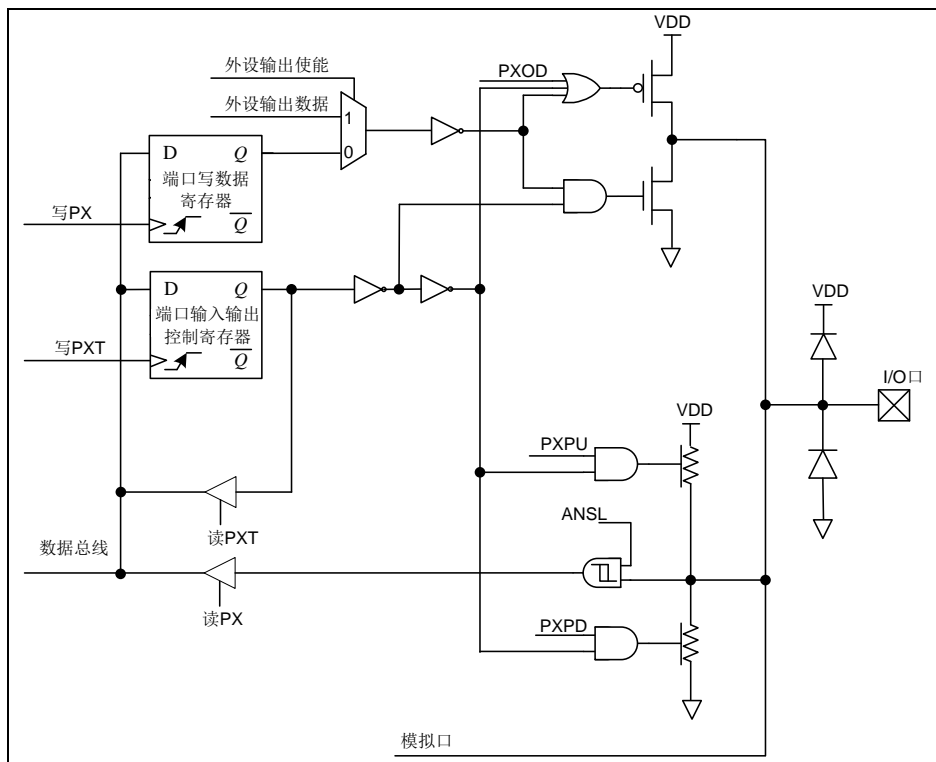 VDD
外设输出使能
PXOD
外设输出数据
1
0
D
Q
端口写数据
寄存器
Q
写PX
D
Q
端口输入输出
控制寄存器
Q
写PXT
VDD
I/O口
VDD
PXPU
ANSL
读PXT
数据总线
读PX
PXPD
模拟口